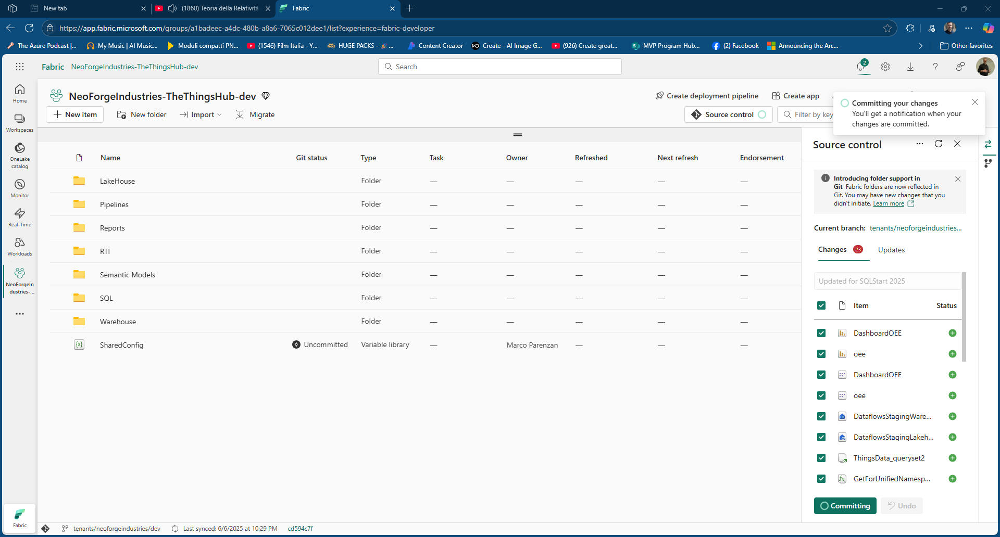 New tab
(1860) Teoria della Relatività
Fabric
https://app.fabric.microsoft.com/groups/a1badeec-a4dc-480b-a8a6-7065c012dee1/list?experience=fabric-developer
The Azure Podcast |...
My Music | AI Music...
Moduli compatti PN...
(1546) Film Italia - Y...
HUGE PACKS - ...
Content Creator
Create - AI Image G...
(926) Create great...
MVP Program Hub...
(2) Facebook
Announcing the Arc...
Other favorites
Fabric
NeoForgeIndustries-TheThingsHub-dev
Search
2
Home
Workspaces
OneLake
catalog
Monitor
Real-Time
Workloads
NeoForgeIn
dustries-...
Fabric
NeoForgeIndustries-TheThingsHub-dev
Create deployment pipeline
Create app
New item
New folder
Import
Migrate
Source control
Filter by key
Committing your changes
You'll get a notification when your
changes are committed.
Name Git status Type Task Owner Refreshed Next refresh Endorsement
LakeHouse Folder — — — — —
Pipelines Folder — — — — —
Reports Folder — — — — —
RTI Folder — — — — —
Semantic Models Folder — — — — —
SQL Folder — — — — —
Warehouse Folder — — — — —
SharedConfig Uncommitted Variable library — Marco Parenzan — — —
Source control
Introducing folder support in
Git Fabric folders are now reflected in
Git. You may have new changes that you
didn't initiate. Learn more
Current branch: tenants/neoforgeindustries...
Changes 23 Updates
Updated for SQLStart 2025
Item Status
DashboardOEE
oee
DashboardOEE
oee
DataflowsStagingWare...
DataflowsStagingLakeh...
ThingsData_queryset2
GetForUnifiedNamesp...
Committing
Undo
tenants/neoforgeindustries/dev
Last synced: 6/6/2025 at 10:29 PM
cd594c7f